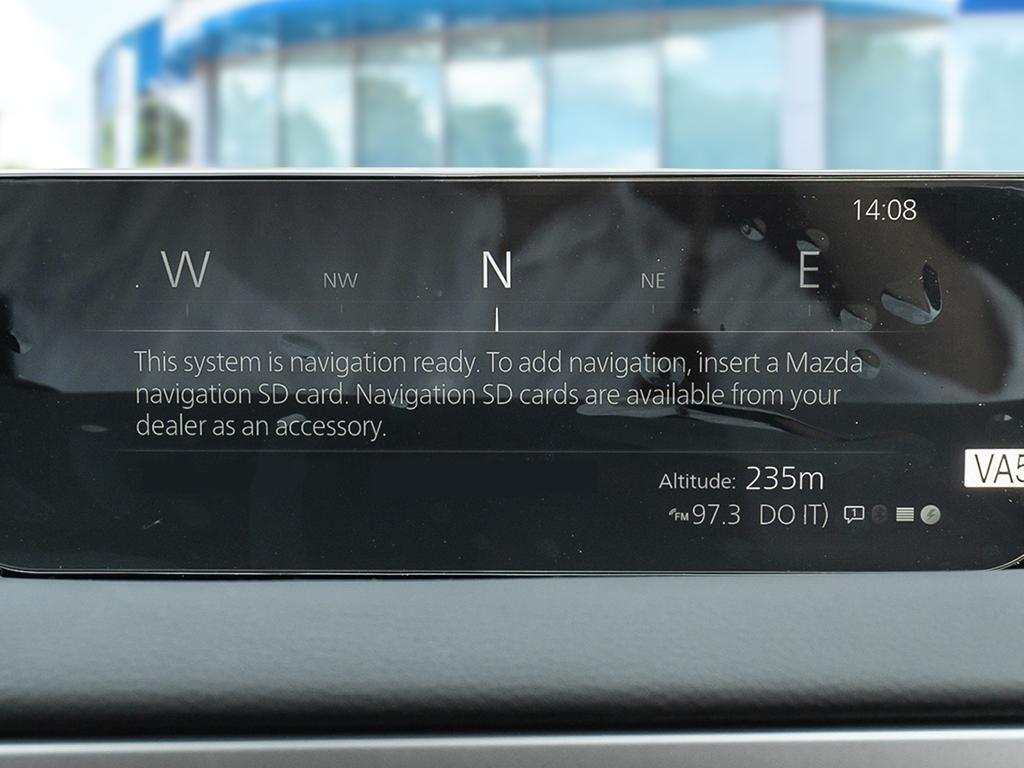 14:08
W NW N NE E
This system is navigation ready. To add navigation, insert a Mazda
navigation SD card. Navigation SD cards are available from your
dealer as an accessory.
Altitude: 235m
VA5
FM 97.3 DO IT)